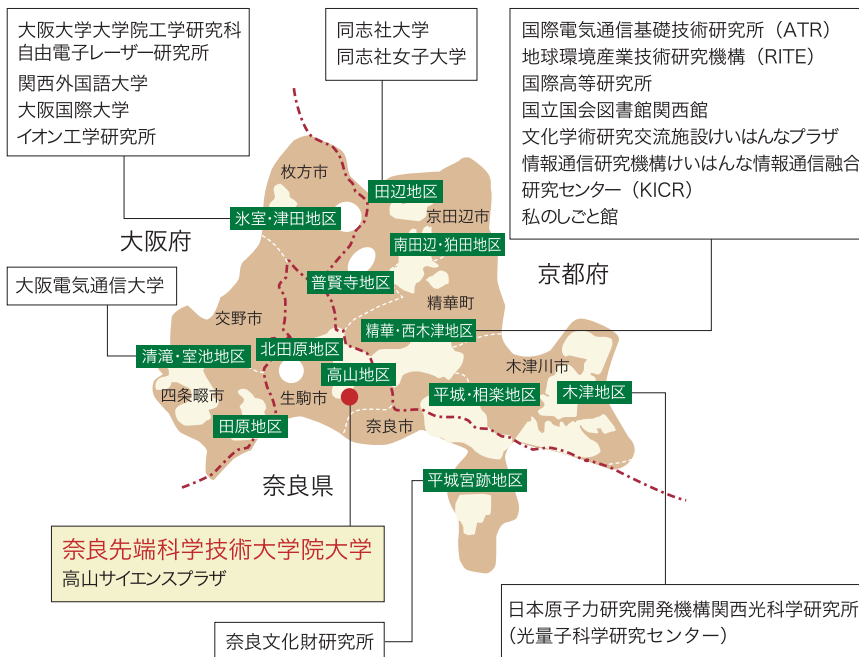 大阪大学大学院工学研究科
自由電子レーザー研究所
関西外国語大学
大阪国際大学
イオン工学研究所
同志社大学
同志社女子大学
国際電気通信基礎技術研究所（ATR）
地球環境産業技術研究機構（RITE）
国際高等研究所
国立国会図書館関西館
文化学術研究交流施設けいはんなプラザ
情報通信研究機構けいはんな情報通信融合
研究センター（KICR）
私のしごと館
枚方市
田辺地区
氷室・津田地区
京田辺市
大阪府
南田辺・狛田地区
京都府
大阪電気通信大学
普賢寺地区
精華町
交野市
精華・西木津地区
清滝・室池地区
北田原地区
木津川市
高山地区
四条畷市
生駒市
平城・相楽地区
木津地区
田原地区
奈良市
奈良県
平城宮跡地区
奈良先端科学技術大学院大学
高山サイエンスプラザ
日本原子力研究開発機構関西光科学研究所
（光量子科学研究センター）
奈良文化財研究所